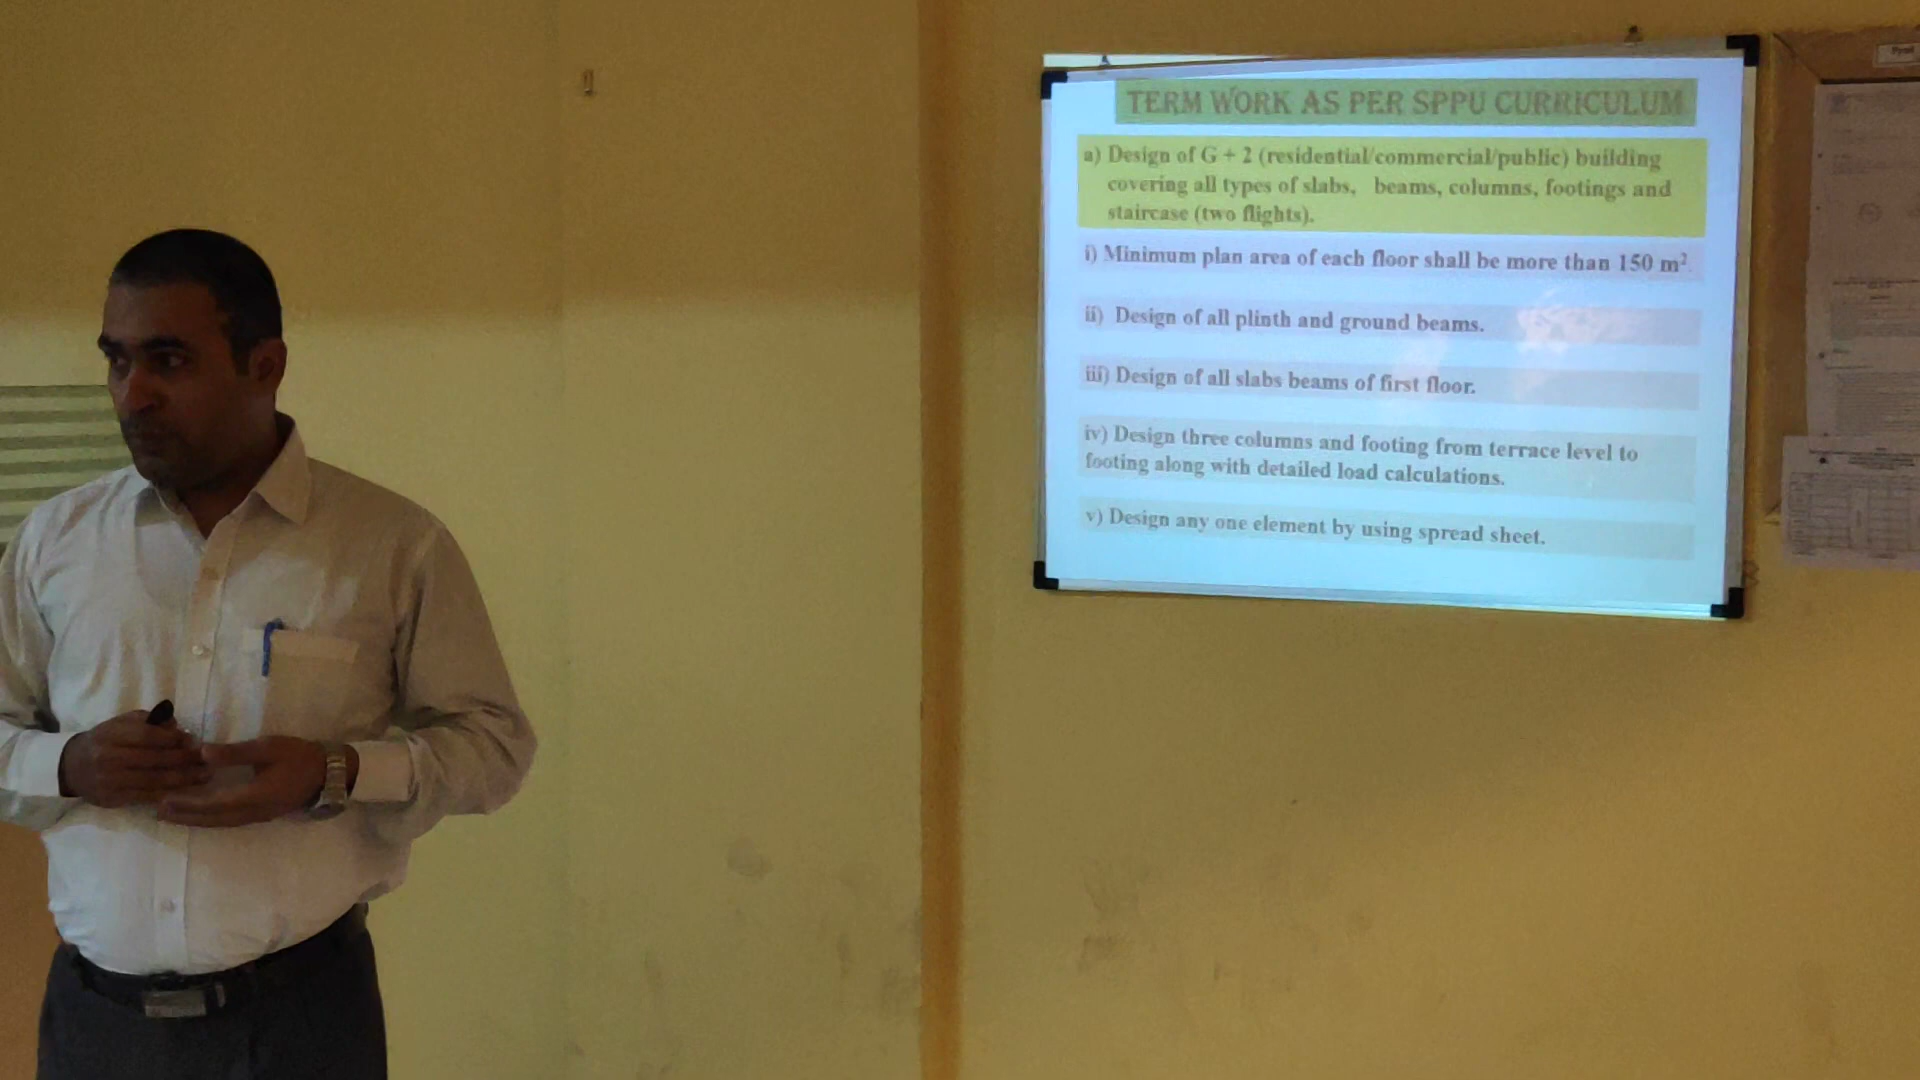 TERM WORK AS PER SPPU CURRICULUM
a) Design of G + 2 (residential/commercial/public) building
covering all types of slabs, beams, columns, footings and
staircase (two flights).
i) Minimum plan area of each floor shall be more than 150 m².
ii) Design of all plinth and ground beams.
iii) Design of all slabs beams of first floor.
iv) Design three columns and footing from terrace level to
footing along with detailed load calculations.
v) Design any one element by using spread sheet.